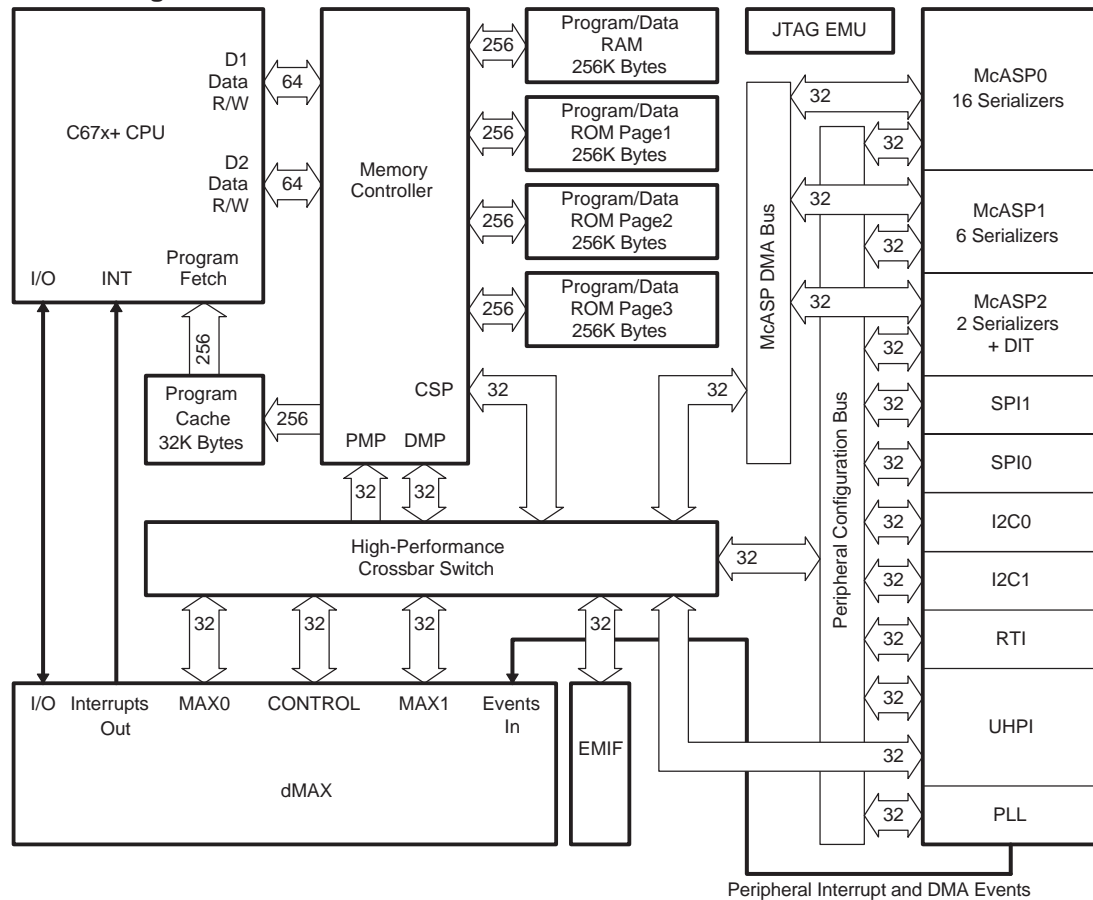 D1
Data
R/W
64
C67x+ CPU
D2
Data
R/W
64
Program
Fetch
I/O
INT
256
Program
Cache
32K Bytes
256
Memory
Controller
CSP
32
PMP
DMP
32
32
256
Program/Data
RAM
256K Bytes
256
Program/Data
ROM Page1
256K Bytes
256
Program/Data
ROM Page2
256K Bytes
256
Program/Data
ROM Page3
256K Bytes
JTAG EMU
McASP DMA Bus
32
Peripheral Configuration Bus
32
High-Performance
Crossbar Switch
32
32
32
32
I/O
Interrupts
Out
MAX0
CONTROL
MAX1
Events
In
dMAX
EMIF
32
McASP0
16 Serializers
32
32
McASP1
6 Serializers
32
32
McASP2
2 Serializers
+ DIT
32
32
SPI1
32
SPI0
32
I2C0
32
I2C1
32
RTI
32
UHPI
32
32
PLL
32
Peripheral Interrupt and DMA Events